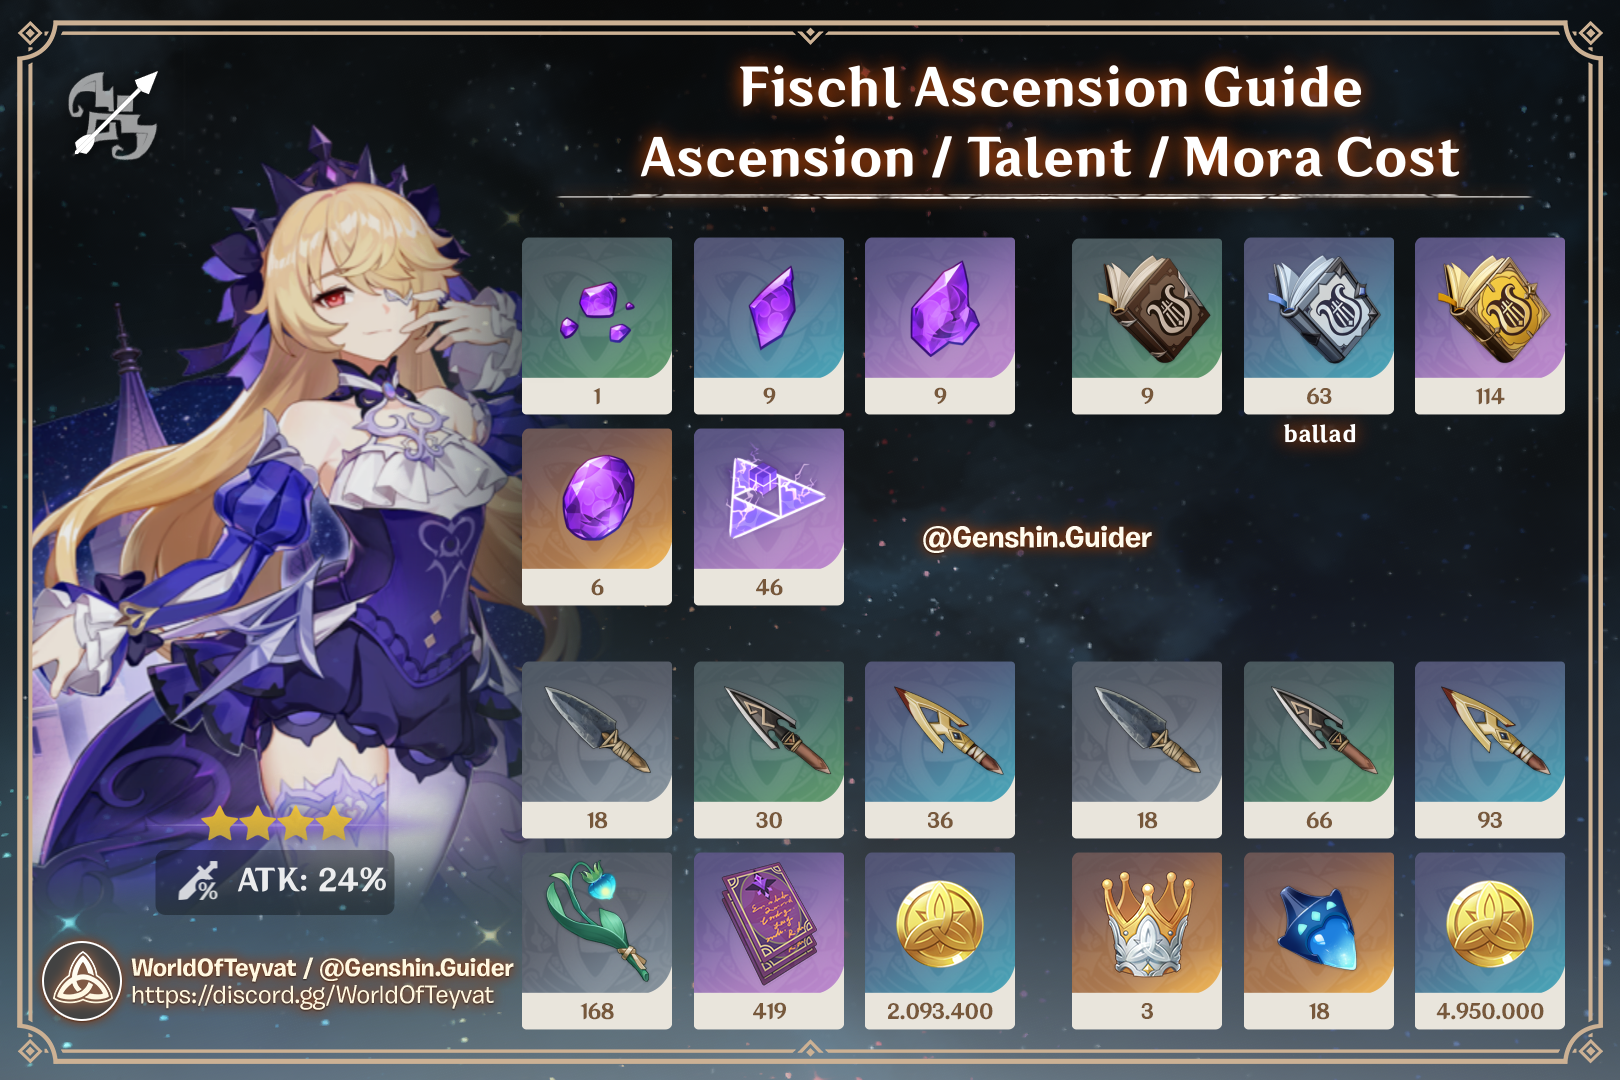 Fischl Ascension Guide
Ascension / Talent / Mora Cost
1
9
9
9
63
114
ballad
6
46
@Genshin.Guider
18
30
36
18
66
93
168
419
2.093.400
3
18
4.950.000
% ATK: 24%
WorldOfTeyvat / @Genshin.Guider
https://discord.gg/WorldOfTeyvat